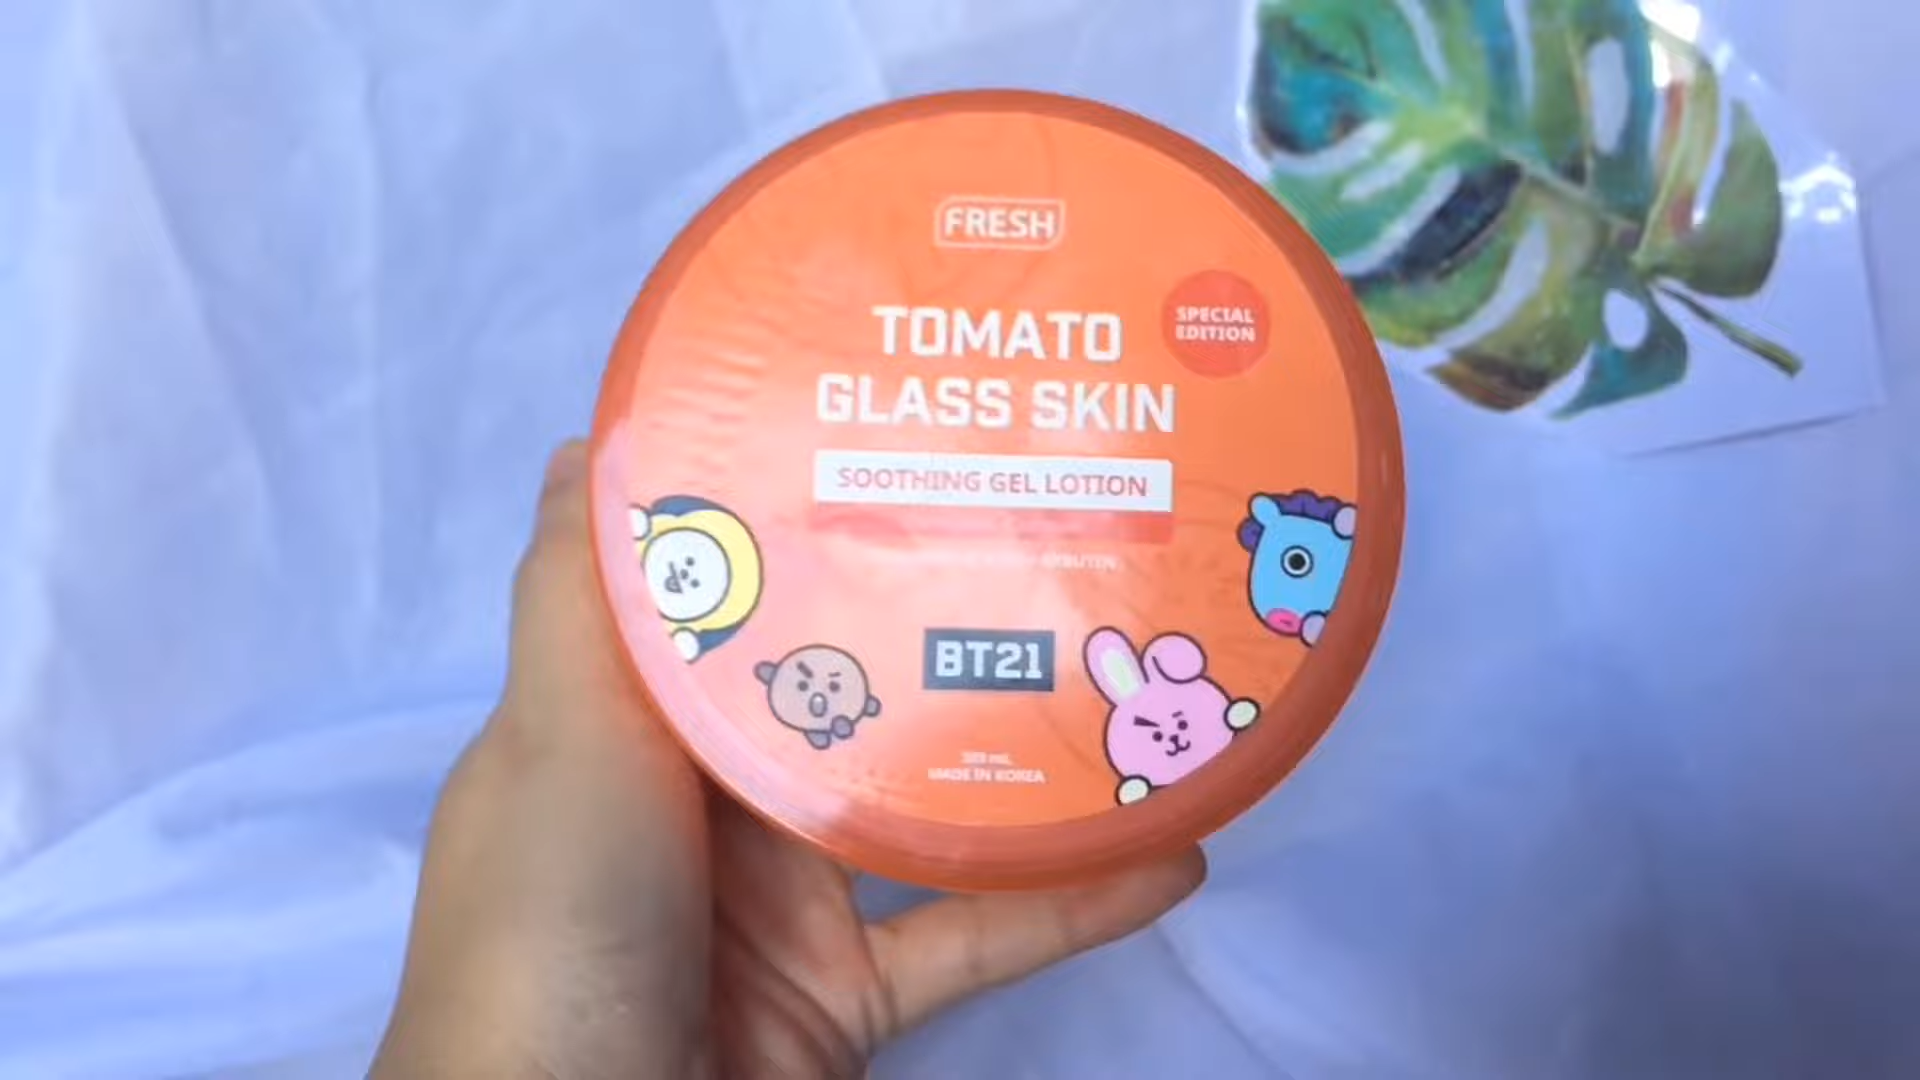 FRESH
SPECIAL
EDITION
TOMATO
GLASS SKIN
SOOTHING GEL LOTION
BT21
MADE IN KOREA